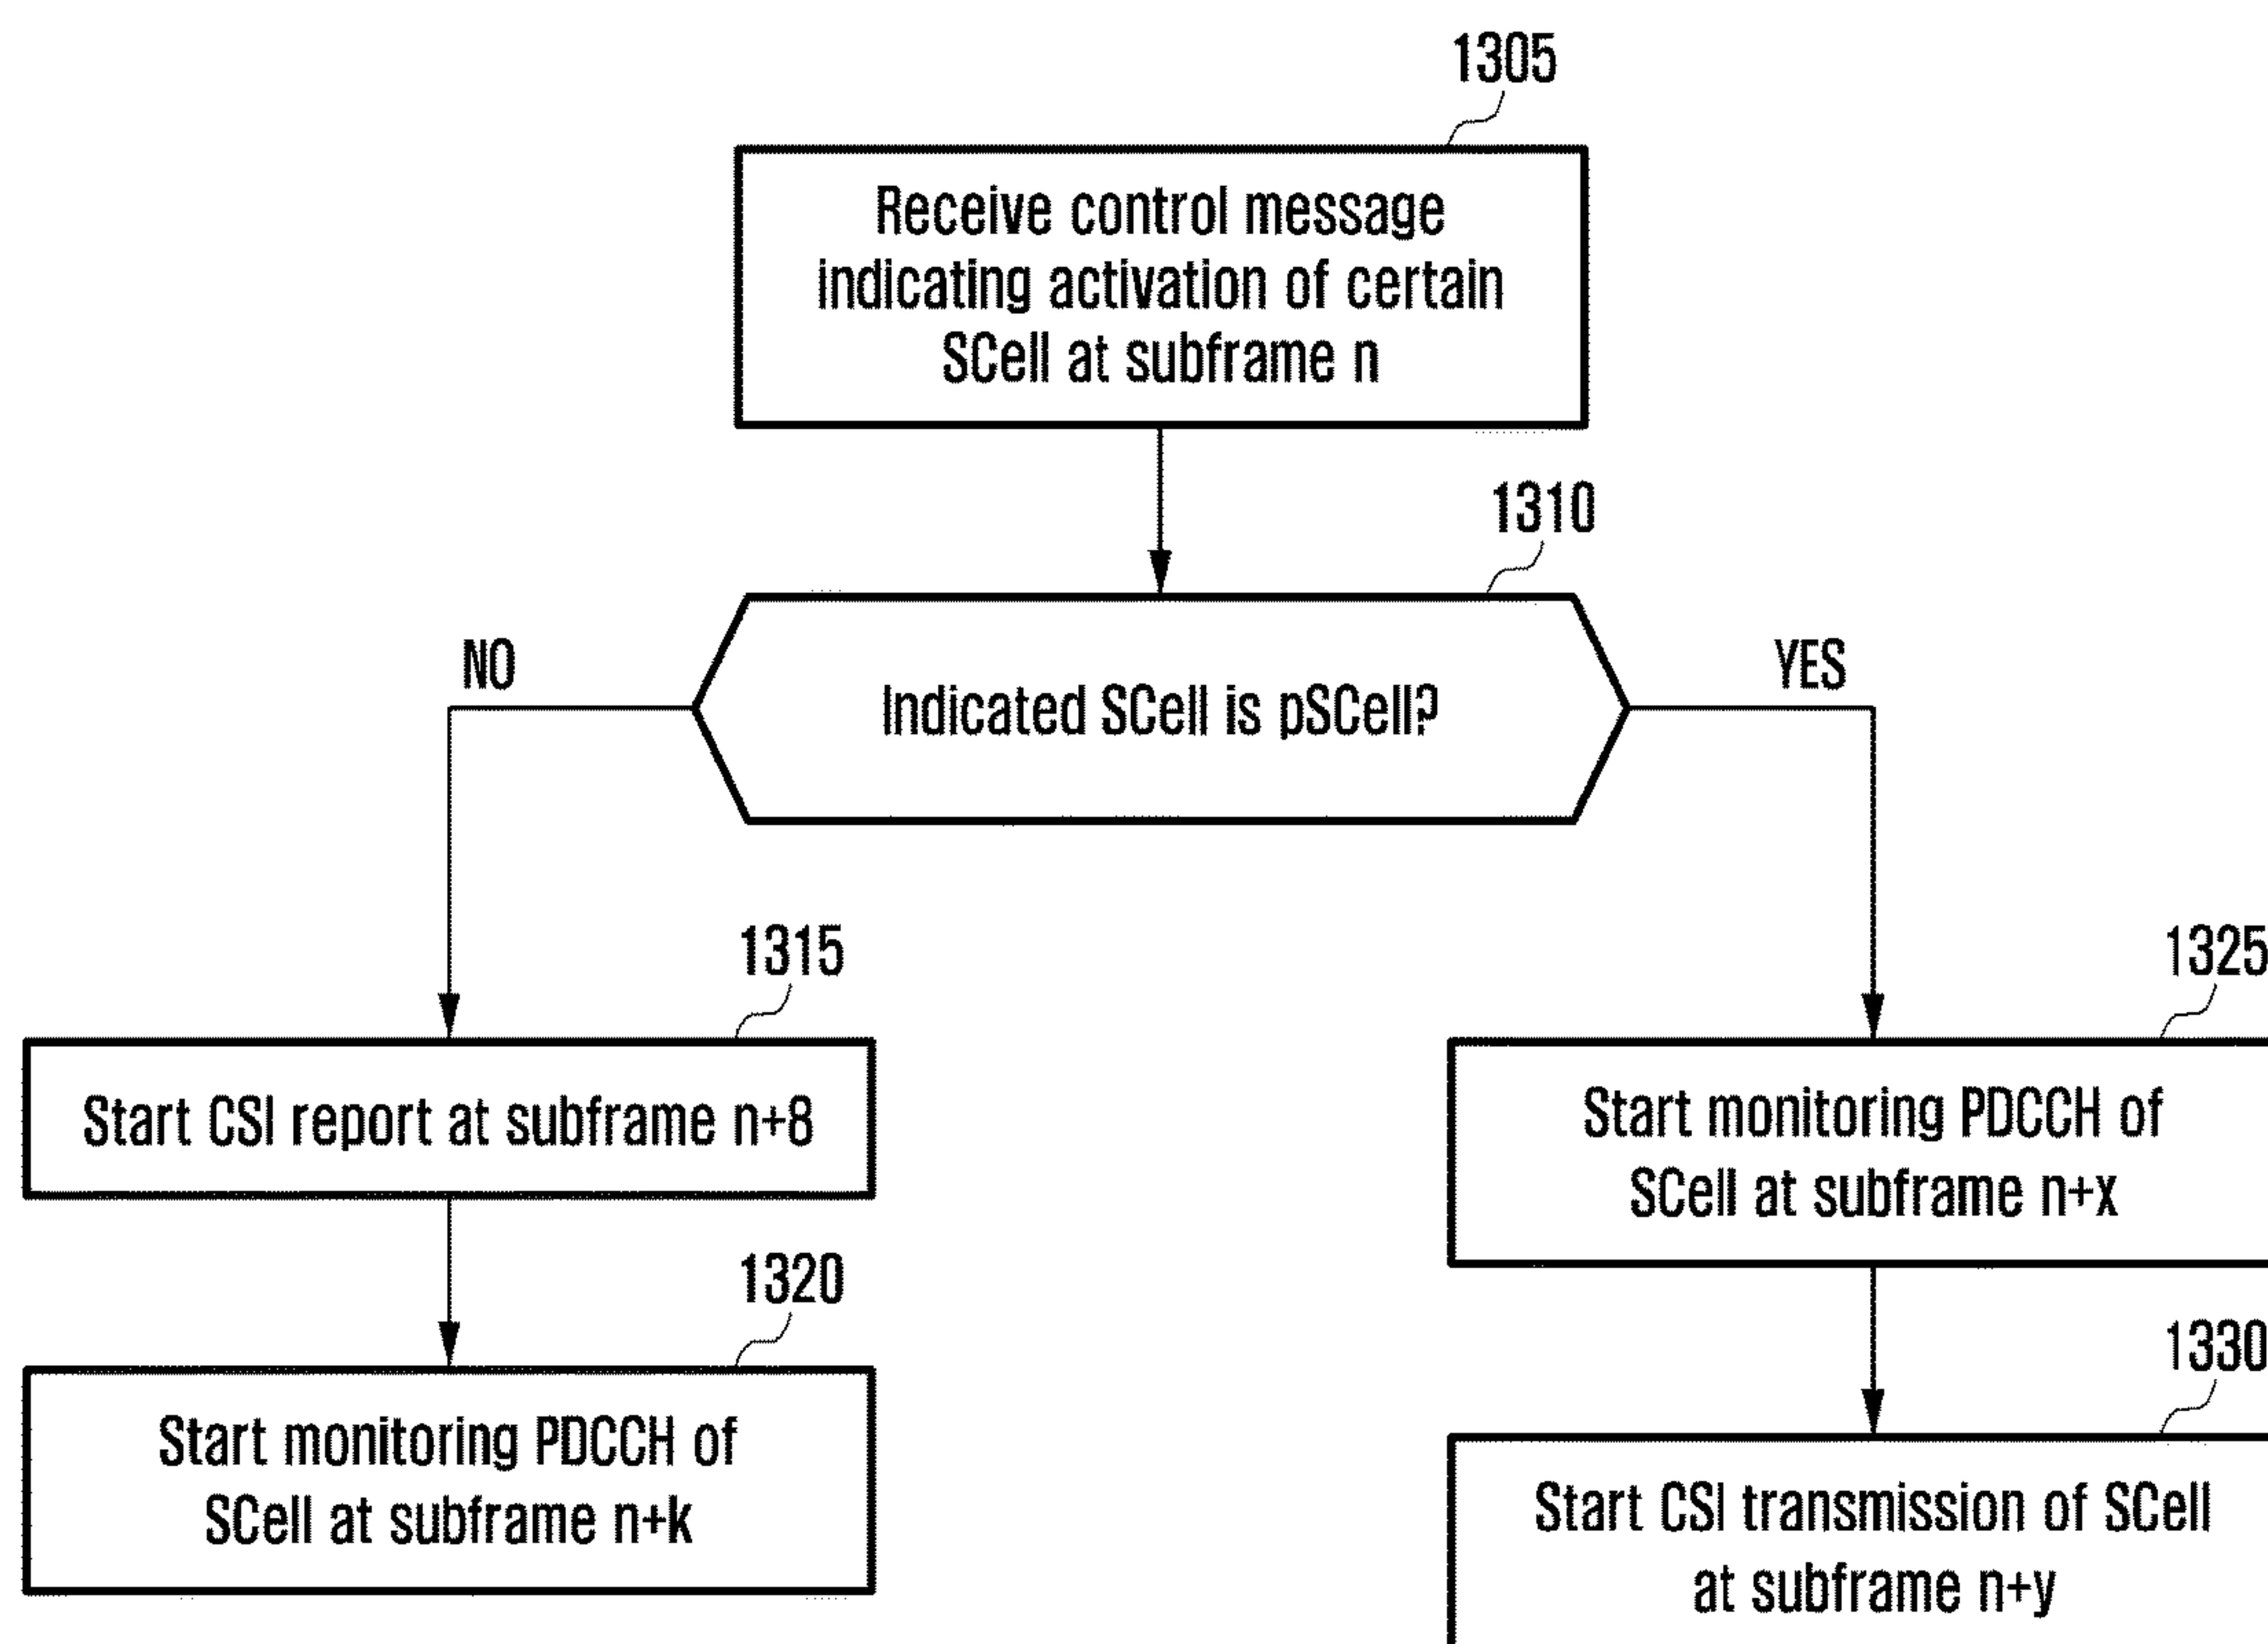 1305
Receive control message
indicating activation of certain
SCell at subframe n
1310
NO
Indicated SCell is pSCell?
YES
1315
Start CSI report at subframe n+8
1320
Start monitoring PDCCH of
SCell at subframe n+k
1325
Start monitoring PDCCH of
SCell at subframe n+x
1330
Start CSI transmission of SCell
at subframe n+y